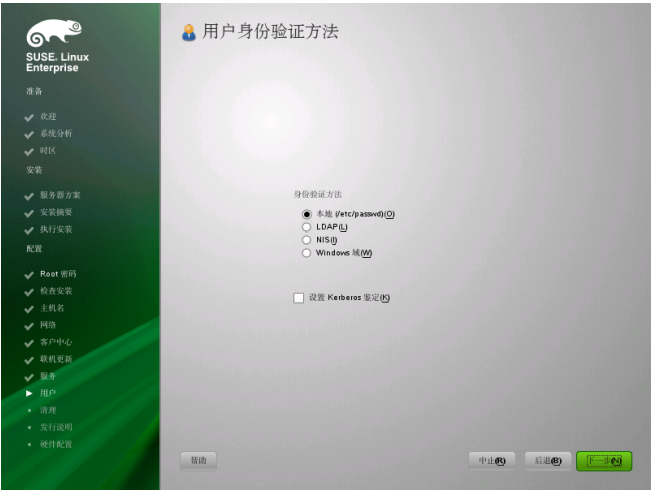 SUSE. Linux
Enterprise
准备
欢迎
系统分析
时区
安装
服务器方案
安装摘要
执行安装
配置
Root 密码
检查安装
主机名
网络
客户中心
联机更新
服务
用户
清理
发行说明
硬件配置
用户身份验证方法
身份验证方法
本地 (/etc/passwd)(O)
LDAP(L)
NIS(I)
Windows 域(W)
设置 Kerberos 鉴定(K)
帮助
中止(R)
后退(B)
下一步(N)